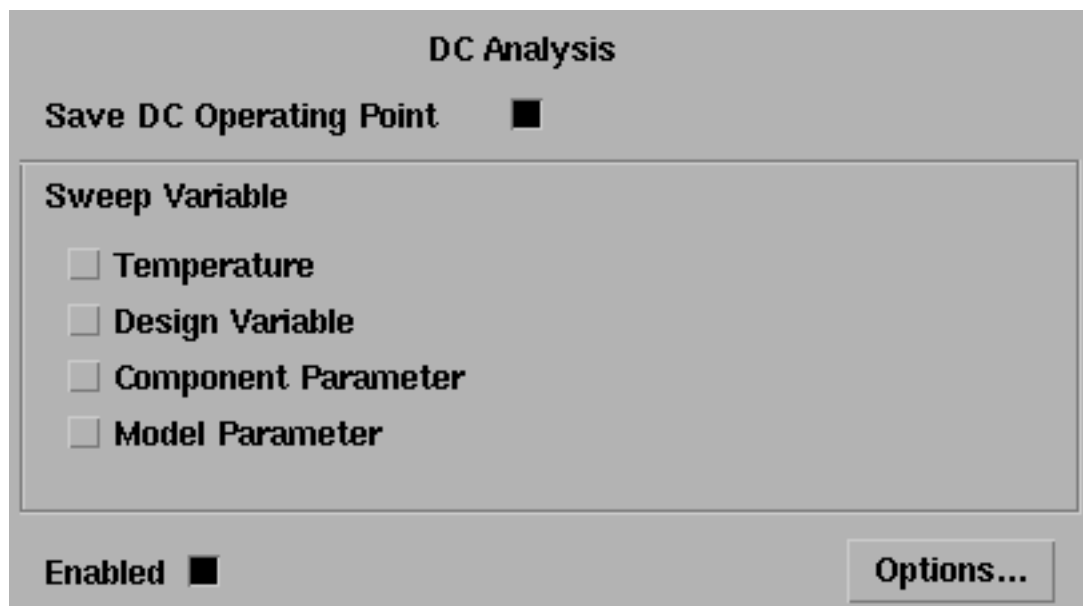 DC Analysis
Save DC Operating Point
Sweep Variable
Temperature
Design Variable
Component Parameter
Model Parameter
Enabled
Options...